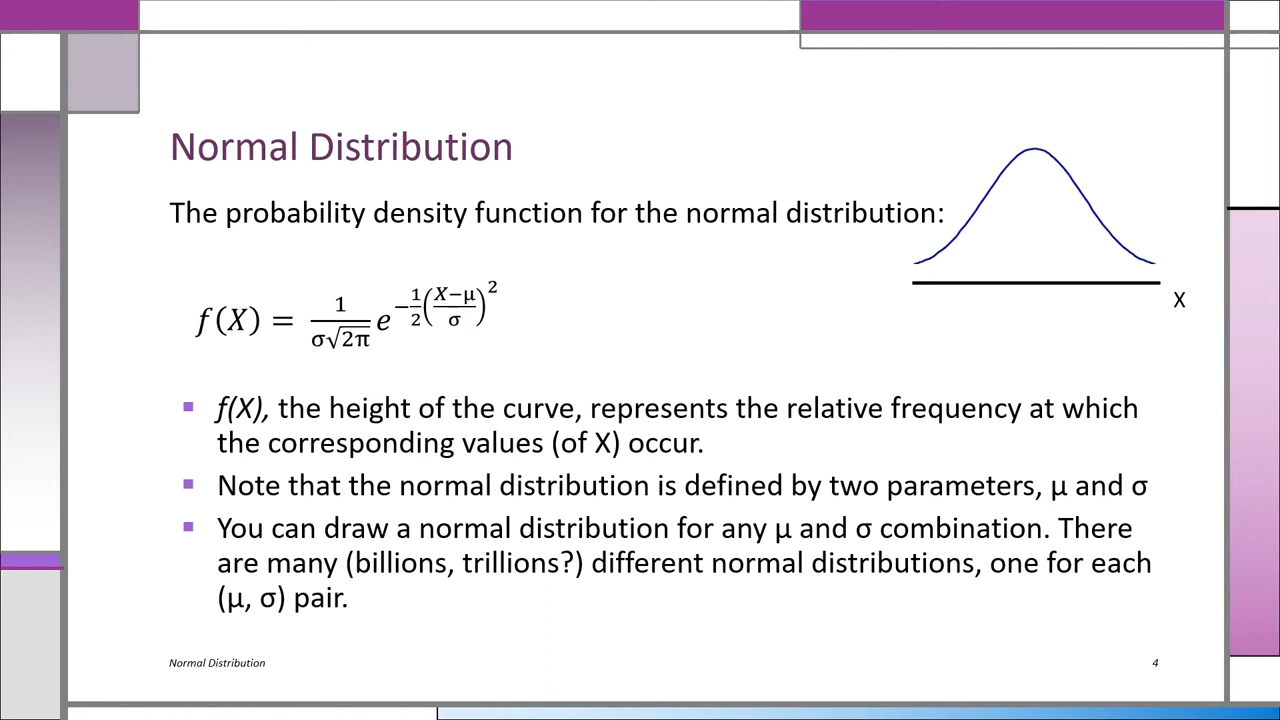 Normal Distribution
The probability density function for the normal distribution:
X
f(X) = 1/(σ√2π) e^(−1/2((X−μ)/σ)^2)
▪ f(X), the height of the curve, represents the relative frequency at which
the corresponding values (of X) occur.
▪ Note that the normal distribution is defined by two parameters, μ and σ
▪ You can draw a normal distribution for any μ and σ combination. There
are many (billions, trillions?) different normal distributions, one for each
(μ, σ) pair.
Normal Distribution
4